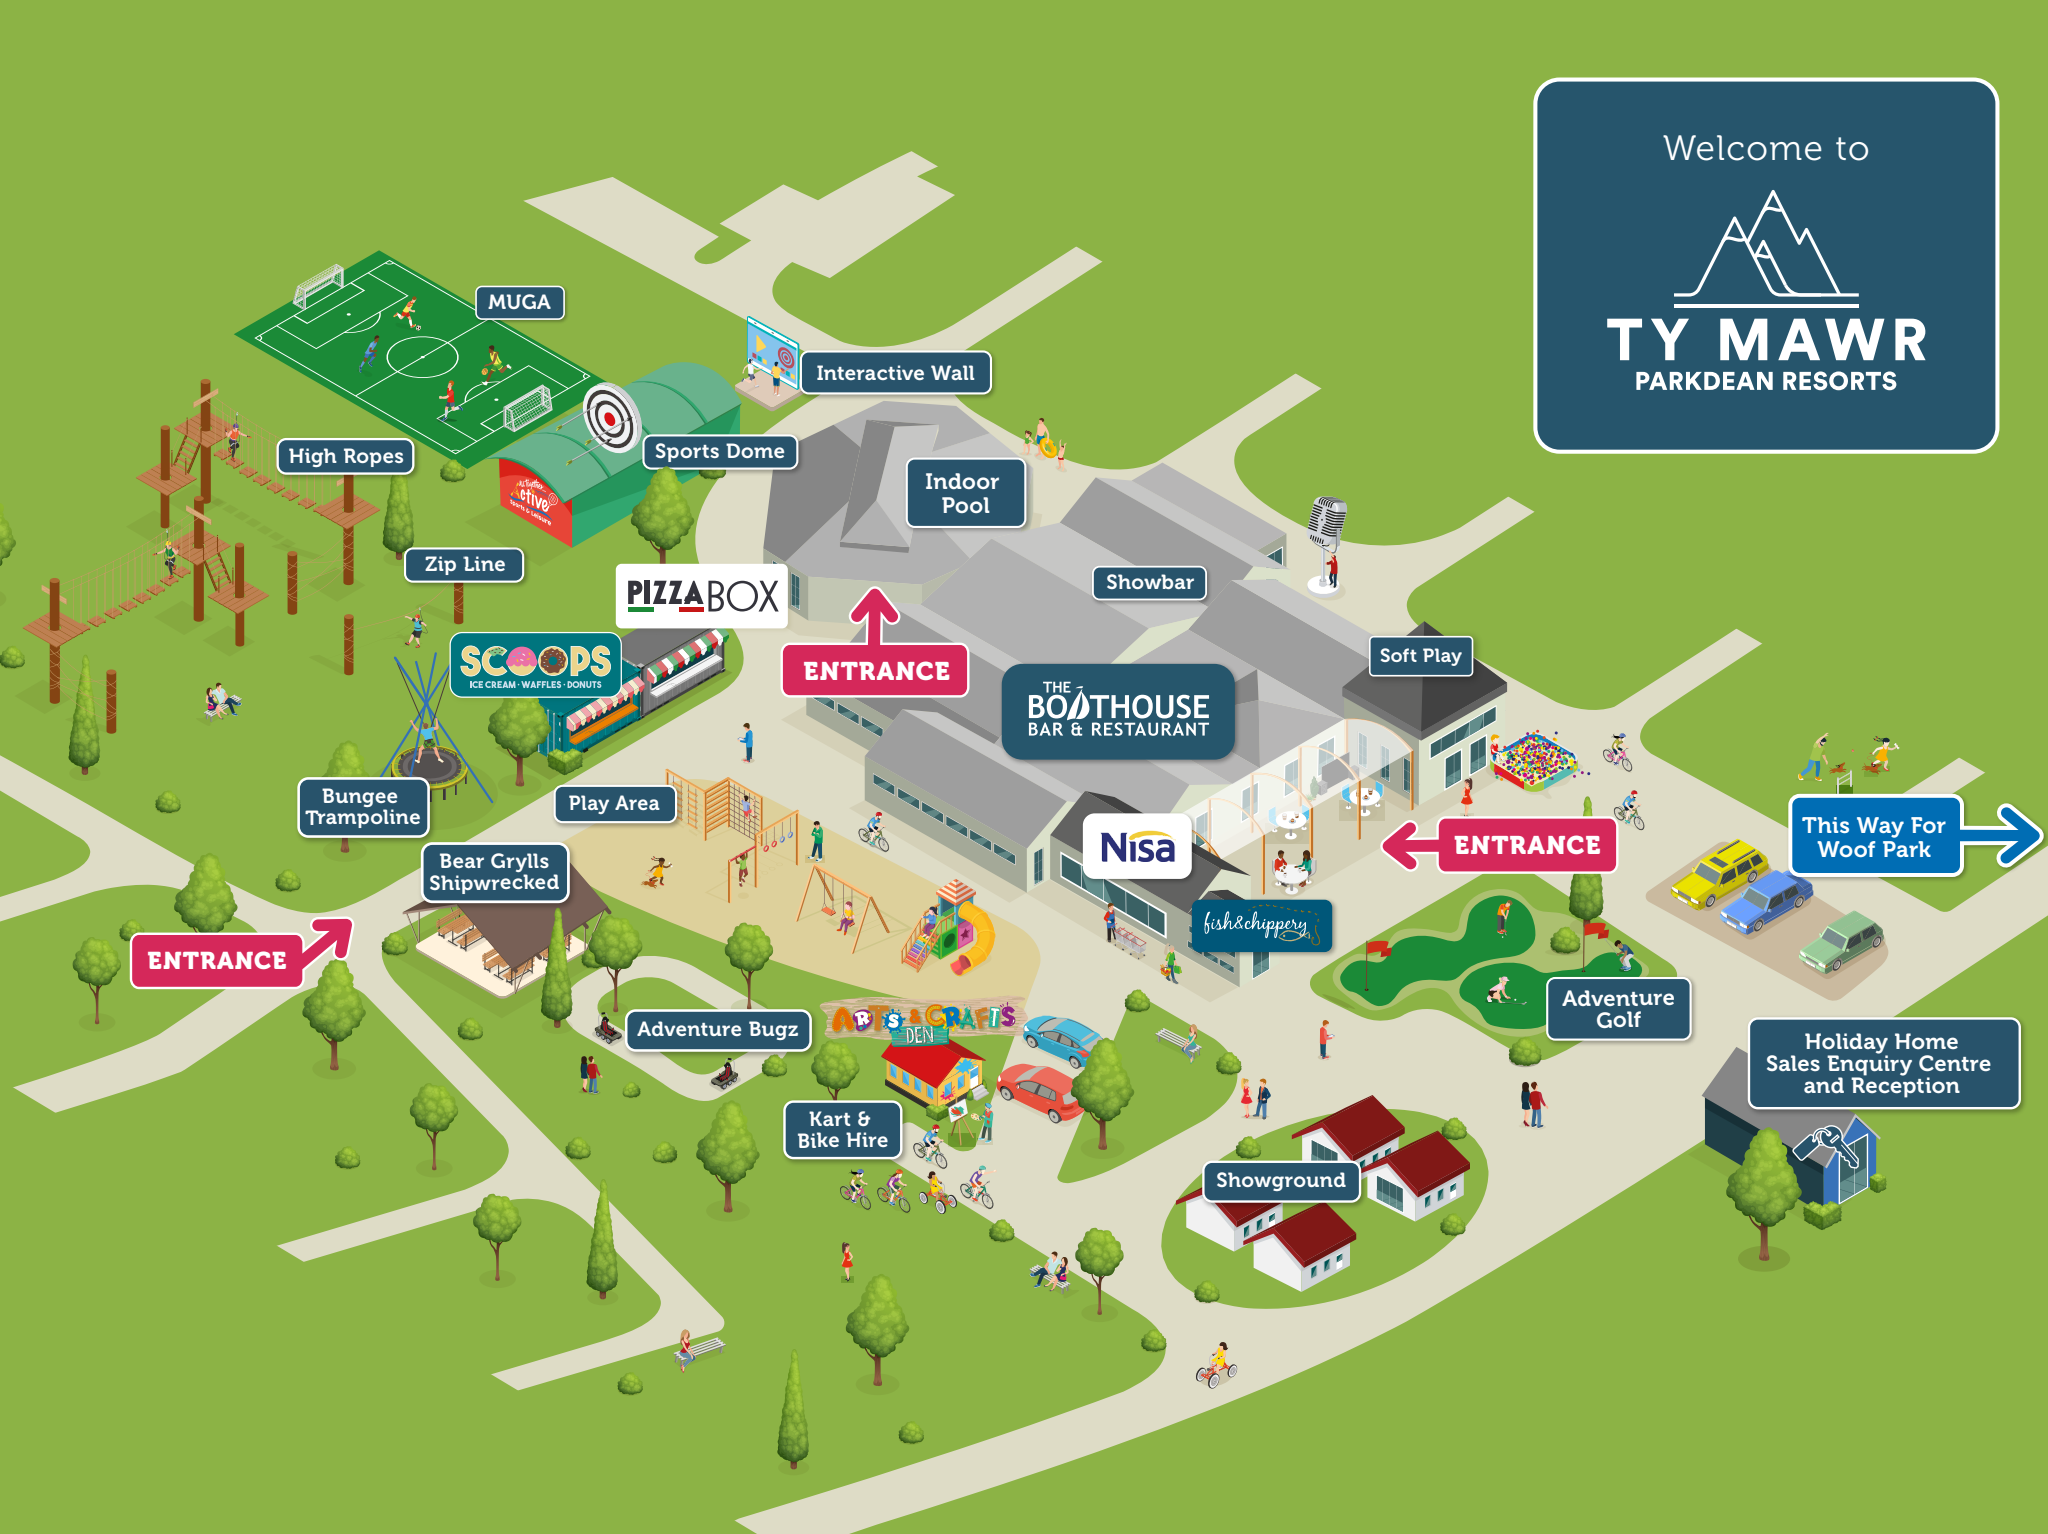 Welcome to
TY MAWR
PARKDEAN RESORTS
MUGA
Interactive Wall
High Ropes
Sports Dome
Active
Sports & Leisure
Indoor
Pool
Zip Line
PIZZABOX
Showbar
SCOOPS
ICE CREAM · WAFFLES · DONUTS
ENTRANCE
Soft Play
THE
BOATHOUSE
BAR & RESTAURANT
Bungee
Trampoline
Play Area
Nisa
ENTRANCE
This Way For
Woof Park
Bear Grylls
Shipwrecked
fish&chippery
ENTRANCE
Adventure
Golf
ARTS & CRAFTS
DEN
Adventure Bugz
Holiday Home
Sales Enquiry Centre
and Reception
Kart &
Bike Hire
Showground